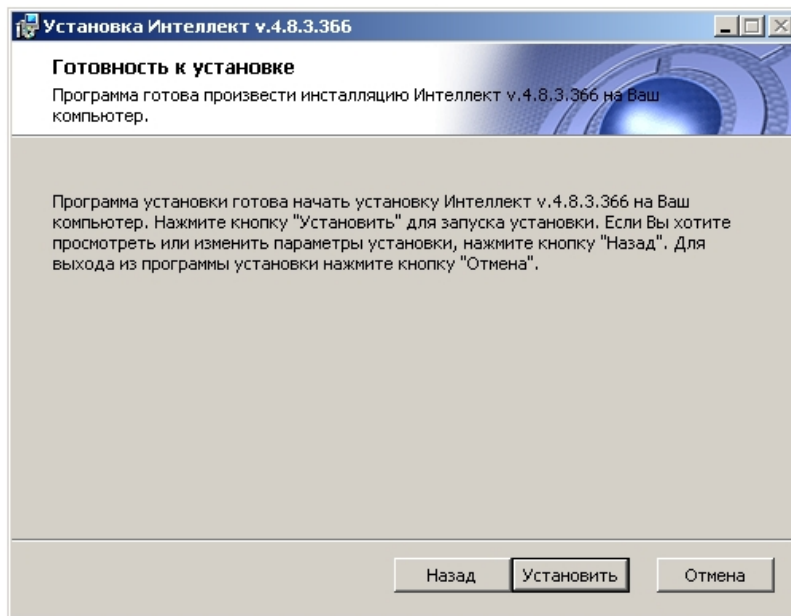 Установка Интеллект v.4.8.3.366
Готовность к установке
Программа готова произвести инсталляцию Интеллект v.4.8.3.366 на Ваш
компьютер.
Программа установки готова начать установку Интеллект v.4.8.3.366 на Ваш
компьютер. Нажмите кнопку "Установить" для запуска установки. Если Вы хотите
просмотреть или изменить параметры установки, нажмите кнопку "Назад". Для
выхода из программы установки нажмите кнопку "Отмена".
Назад Установить Отмена